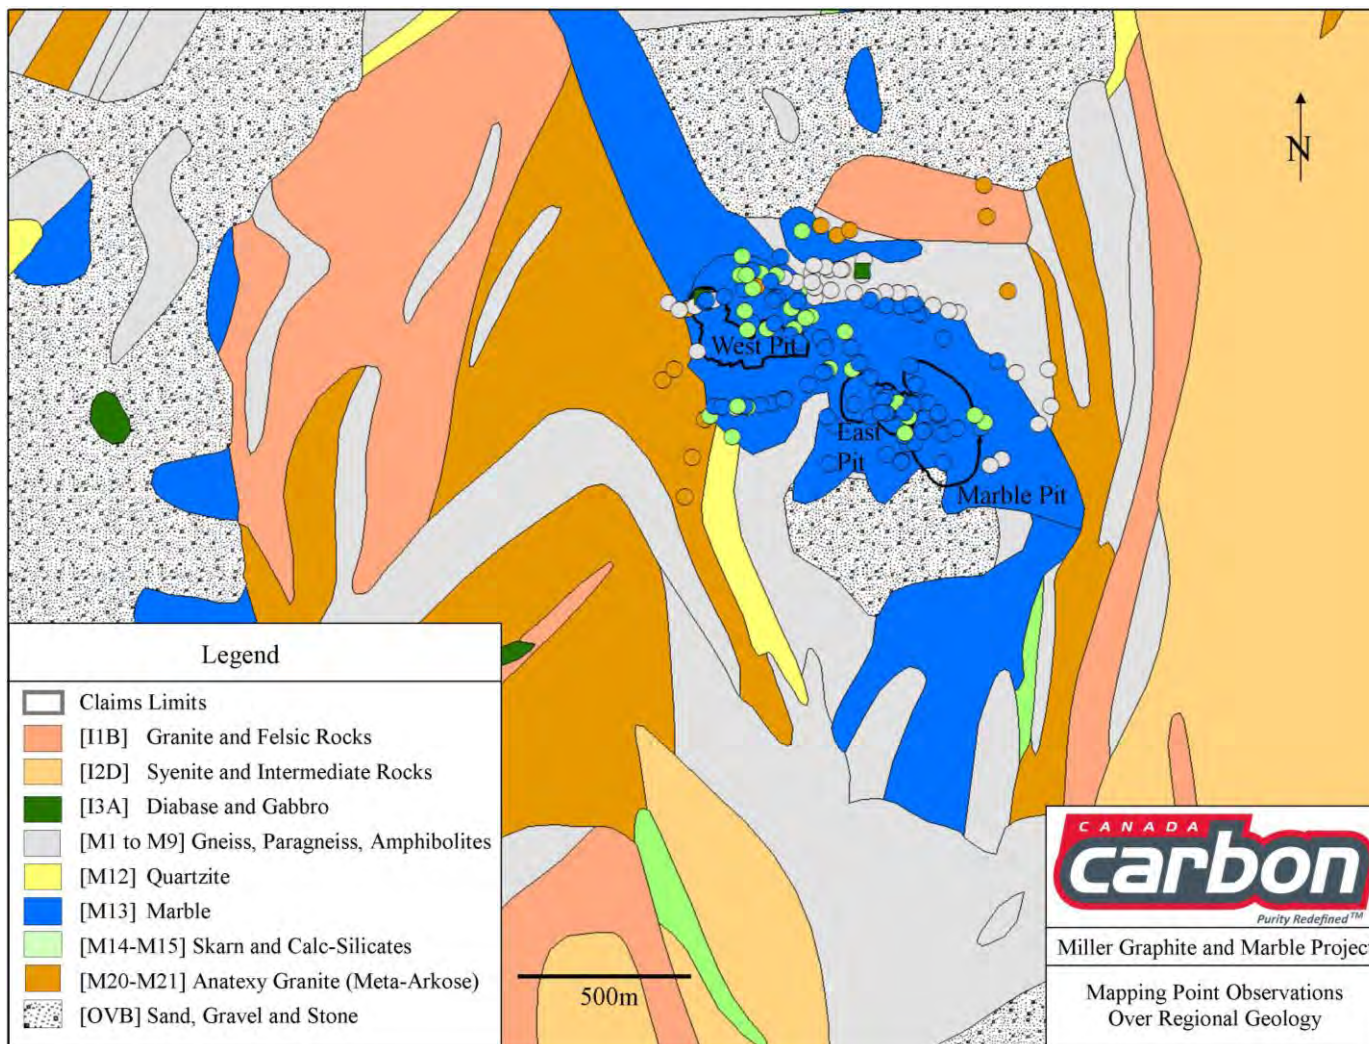 N
West Pit
East
Pit
Marble Pit
Legend
Claims Limits
[I1B] Granite and Felsic Rocks
[I2D] Syenite and Intermediate Rocks
[I3A] Diabase and Gabbro
[M1 to M9] Gneiss, Paragneiss, Amphibolites
[M12] Quartzite
[M13] Marble
[M14-M15] Skarn and Calc-Silicates
[M20-M21] Anatexy Granite (Meta-Arkose)
[OVB] Sand, Gravel and Stone
500m
CANADA
carbon
Purity Redefined™
Miller Graphite and Marble Project
Mapping Point Observations
Over Regional Geology